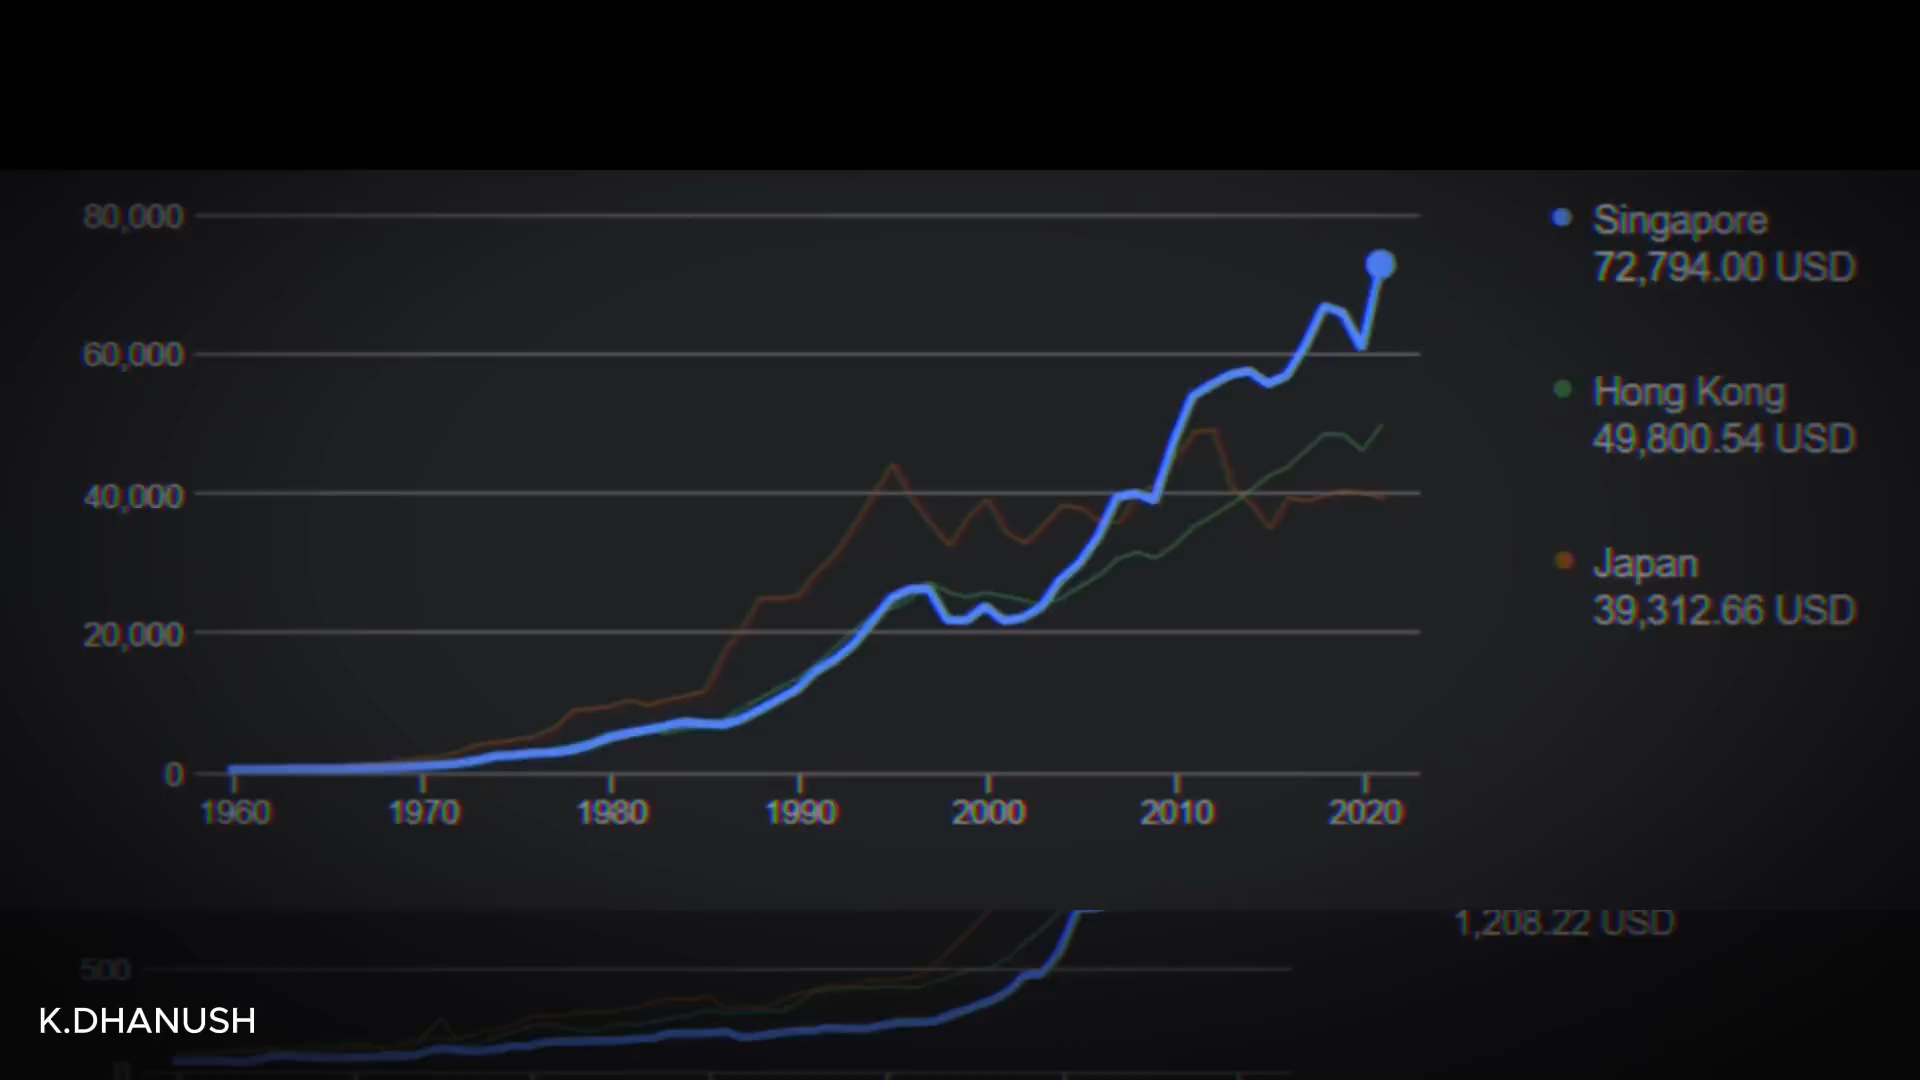 80,000
60,000
40,000
20,000
0
1960 1970 1980 1990 2000 2010 2020
Singapore
72,794.00 USD
Hong Kong
49,800.54 USD
Japan
39,312.66 USD
1,208.22 USD
500
0
K.DHANUSH